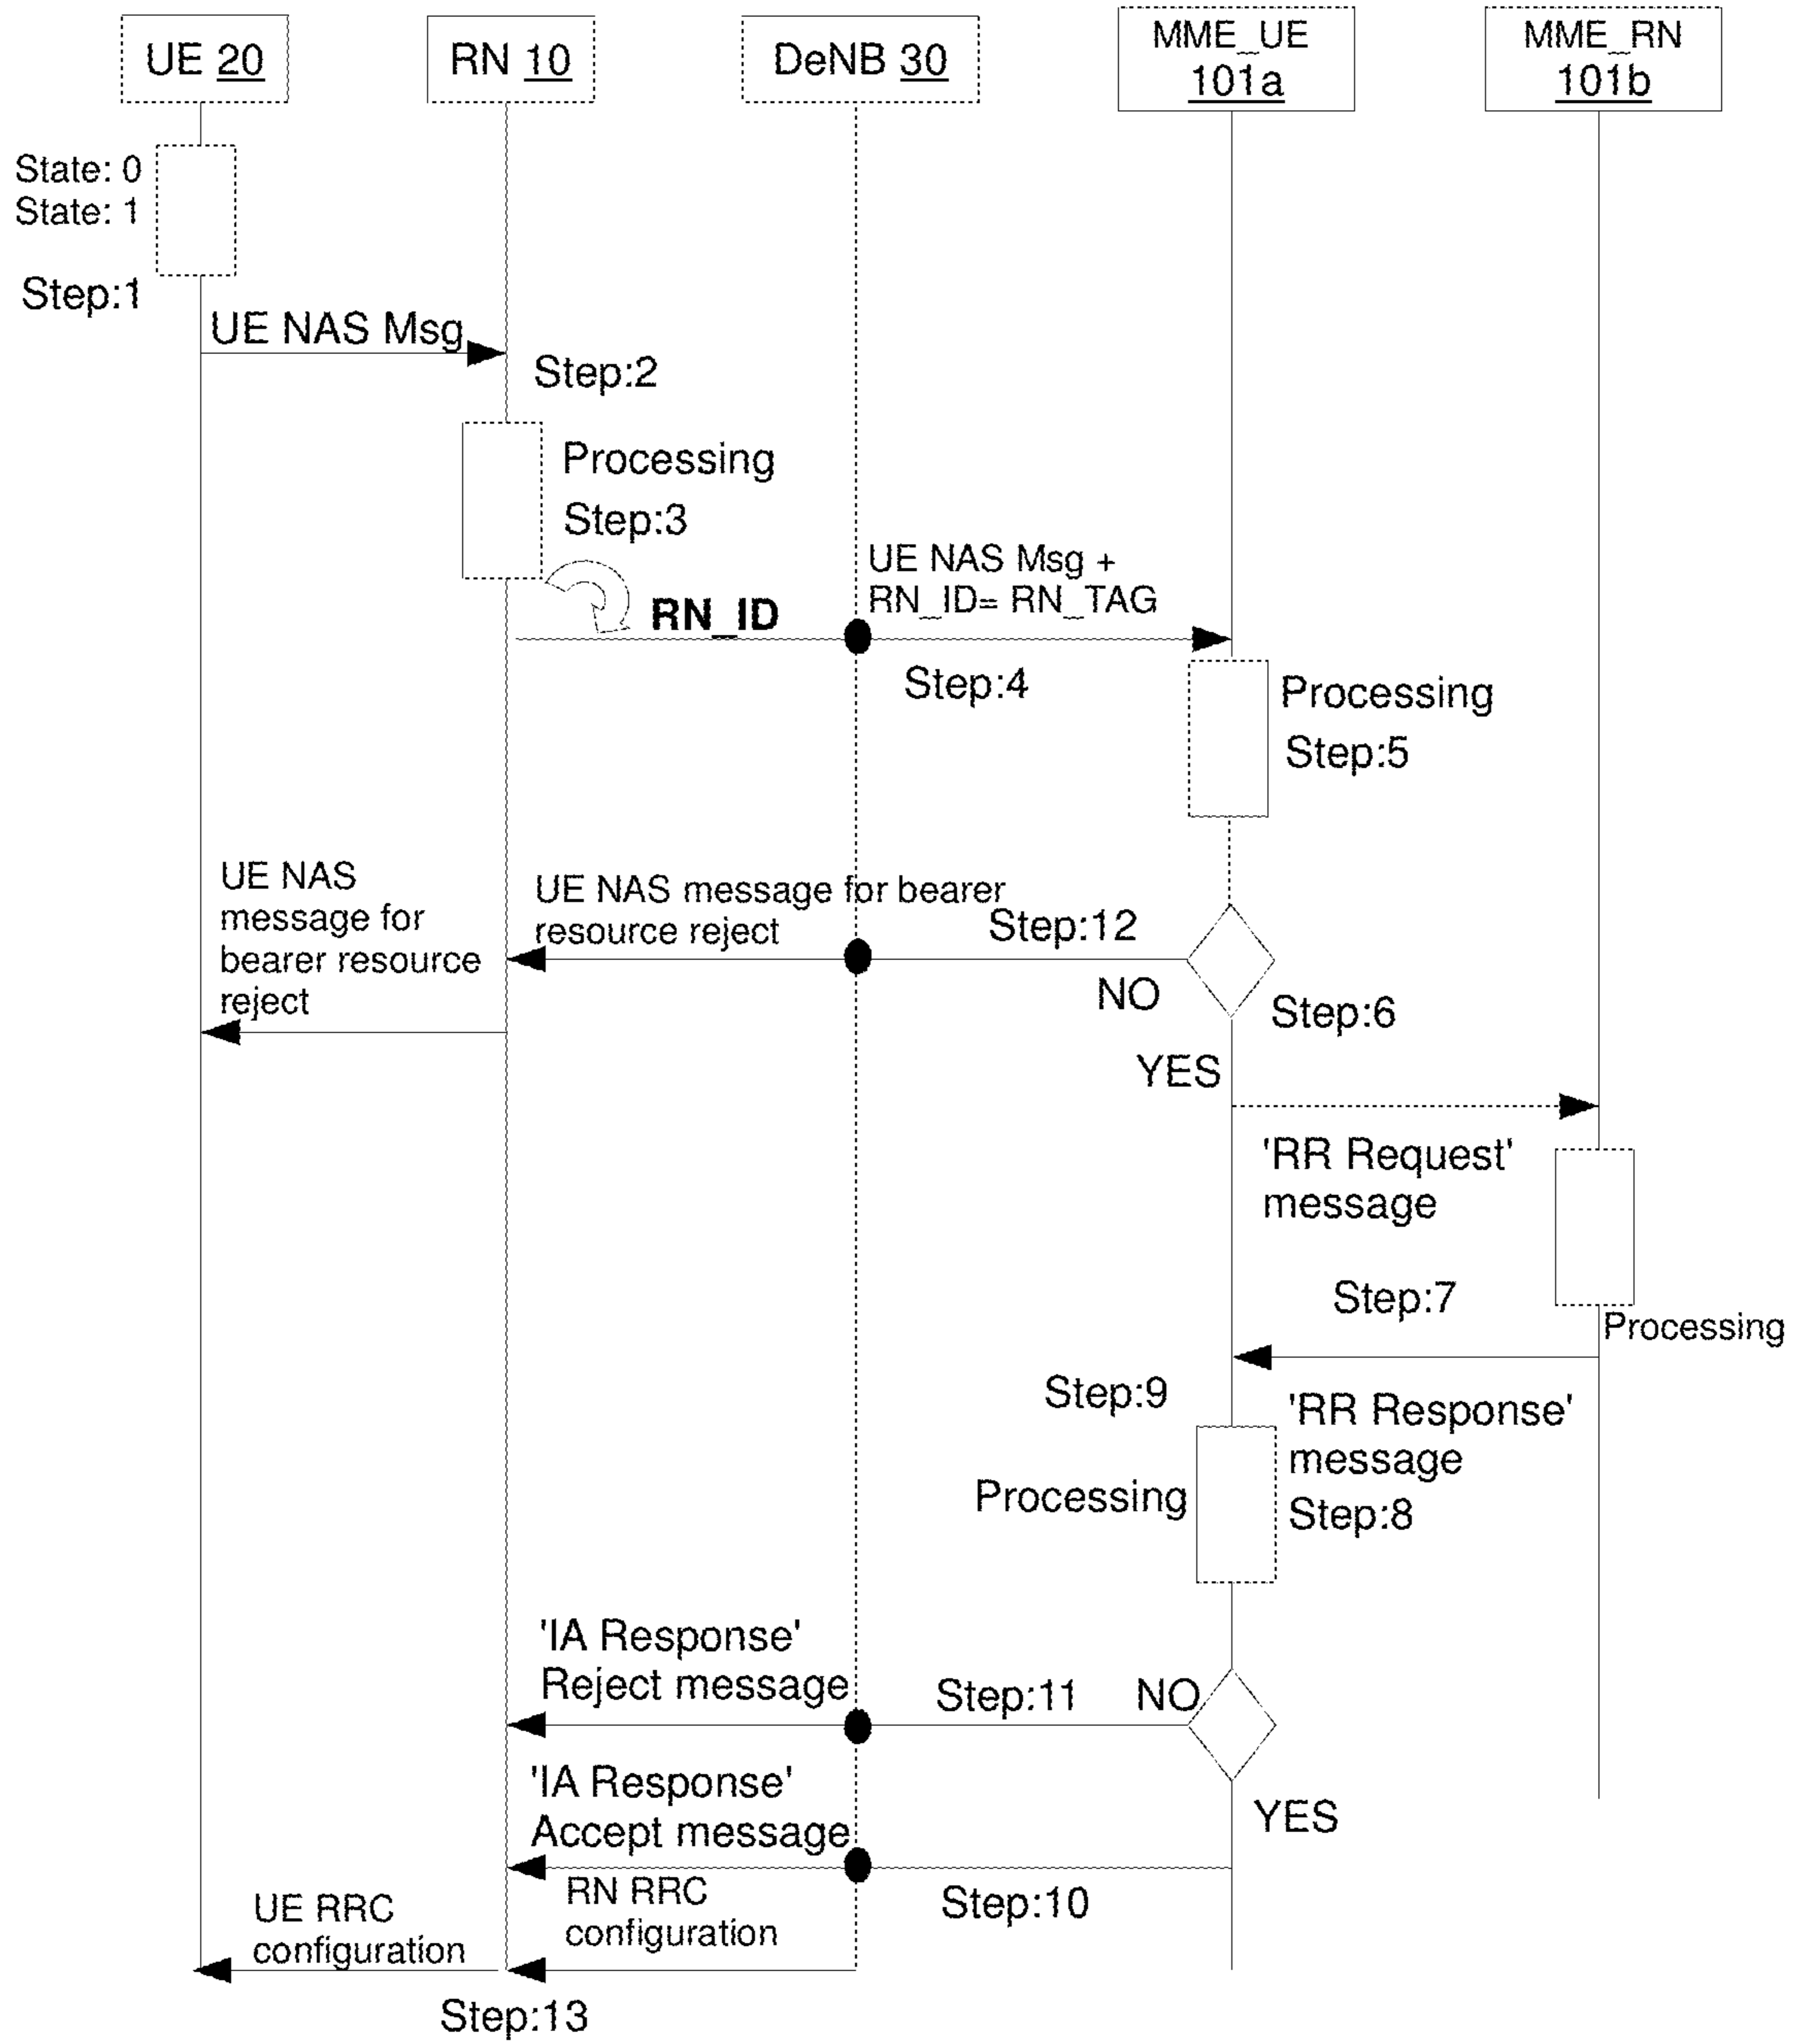 UE 20
RN 10
DeNB 30
MME_UE
101a
MME_RN
101b
State: 0
State: 1
Step:1
UE NAS Msg
Step:2
Processing
Step:3
RN_ID
UE NAS Msg +
RN_ID= RN_TAG
Step:4
Processing
Step:5
UE NAS
message for
bearer resource
reject
UE NAS message for bearer
resource reject
Step:12
NO
Step:6
YES
'RR Request'
message
Step:7
Processing
Step:9
'RR Response'
message
Processing
Step:8
'IA Response'
Reject message
Step:11
NO
'IA Response'
Accept message
YES
Step:10
RN RRC
configuration
UE RRC
configuration
Step:13